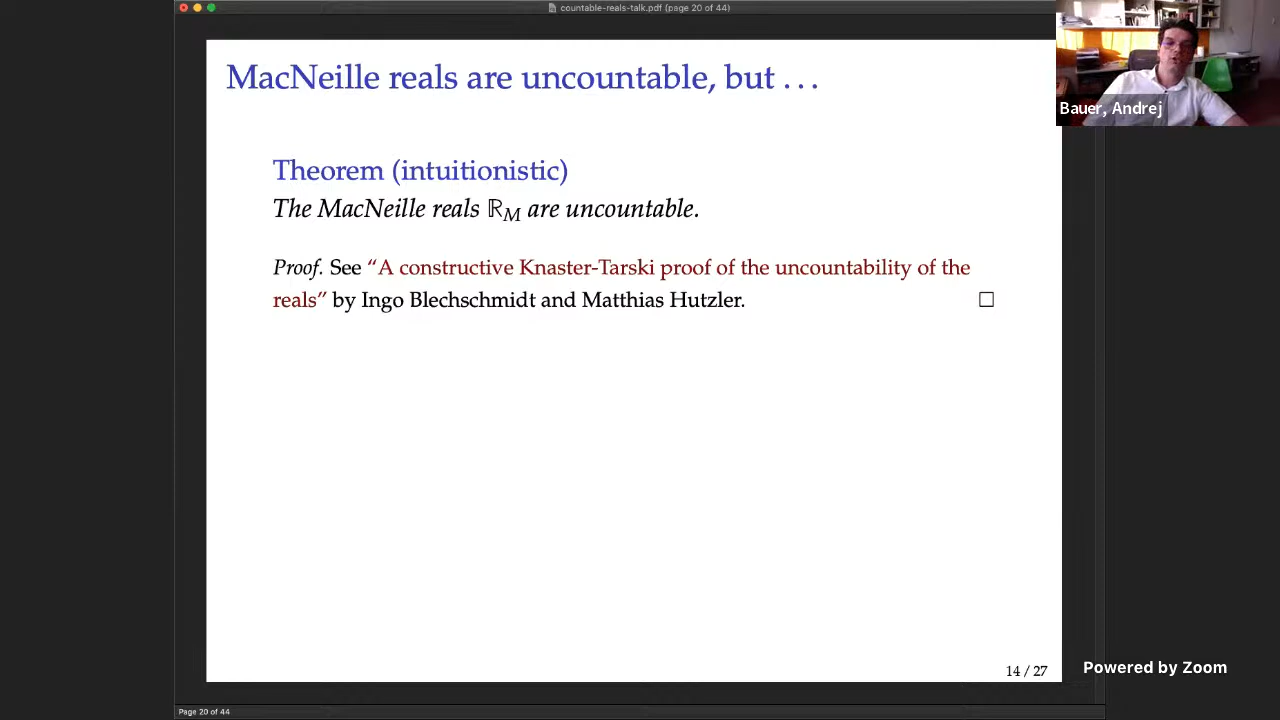 countable-reals-talk.pdf (page 20 of 44)
MacNeille reals are uncountable, but . . .
Bauer, Andrej
Theorem (intuitionistic)
The MacNeille reals ℝM are uncountable.
Proof. See “A constructive Knaster-Tarski proof of the uncountability of the
reals” by Ingo Blechschmidt and Matthias Hutzler. □
14 / 27
Powered by Zoom
Page 20 of 44